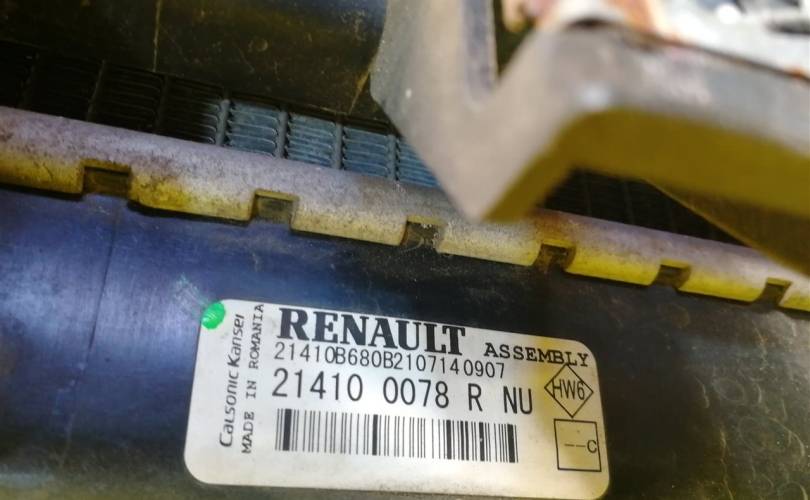 Calsonic Kansei
MADE IN ROMANIA
RENAULT ASSEMBLY
21410B680B2107140907
21410 0078 R NU
HW6
--C